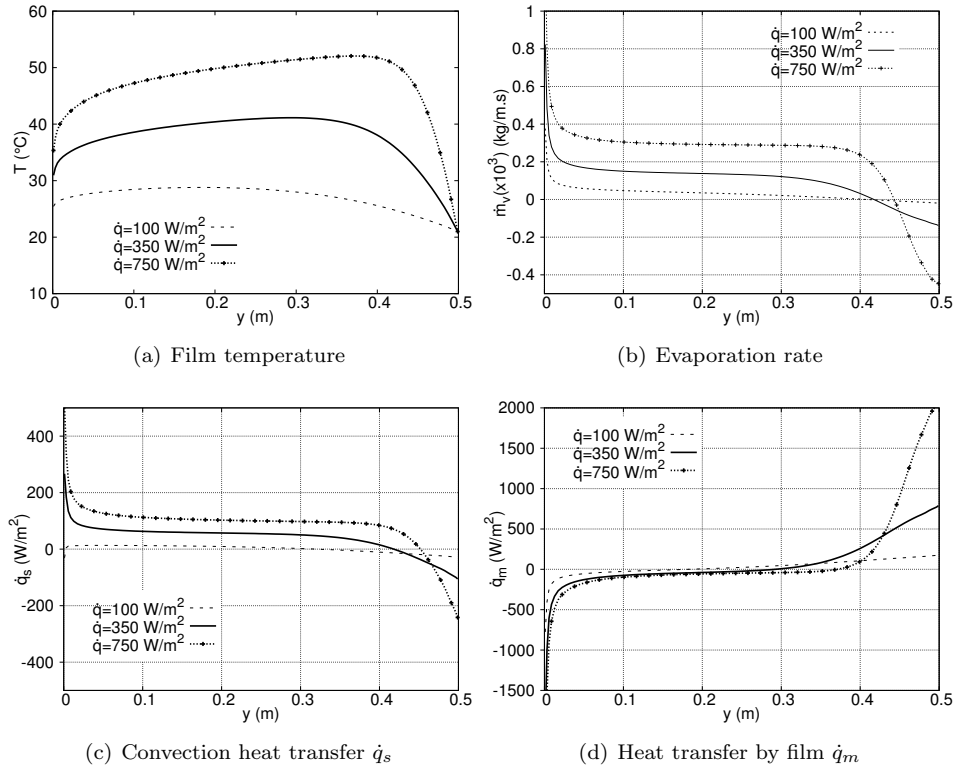 T (°C)
60
50
40
30
20
10
q̇=100 W/m²
q̇=350 W/m²
q̇=750 W/m²
0 0.1 0.2 0.3 0.4 0.5
y (m)
(a) Film temperature
ṁᵥ(x10³) (kg/m.s)
1
0.8
0.6
0.4
0.2
0
-0.2
-0.4
q̇=100 W/m²
q̇=350 W/m²
q̇=750 W/m²
0 0.1 0.2 0.3 0.4 0.5
y (m)
(b) Evaporation rate
q̇ₛ (W/m²)
400
200
0
-200
-400
q̇=100 W/m²
q̇=350 W/m²
q̇=750 W/m²
0 0.1 0.2 0.3 0.4 0.5
y (m)
(c) Convection heat transfer q̇ₛ
q̇ₘ (W/m²)
2000
1500
1000
500
0
-500
-1000
-1500
q̇=100 W/m²
q̇=350 W/m²
q̇=750 W/m²
0 0.1 0.2 0.3 0.4 0.5
y (m)
(d) Heat transfer by film q̇ₘ